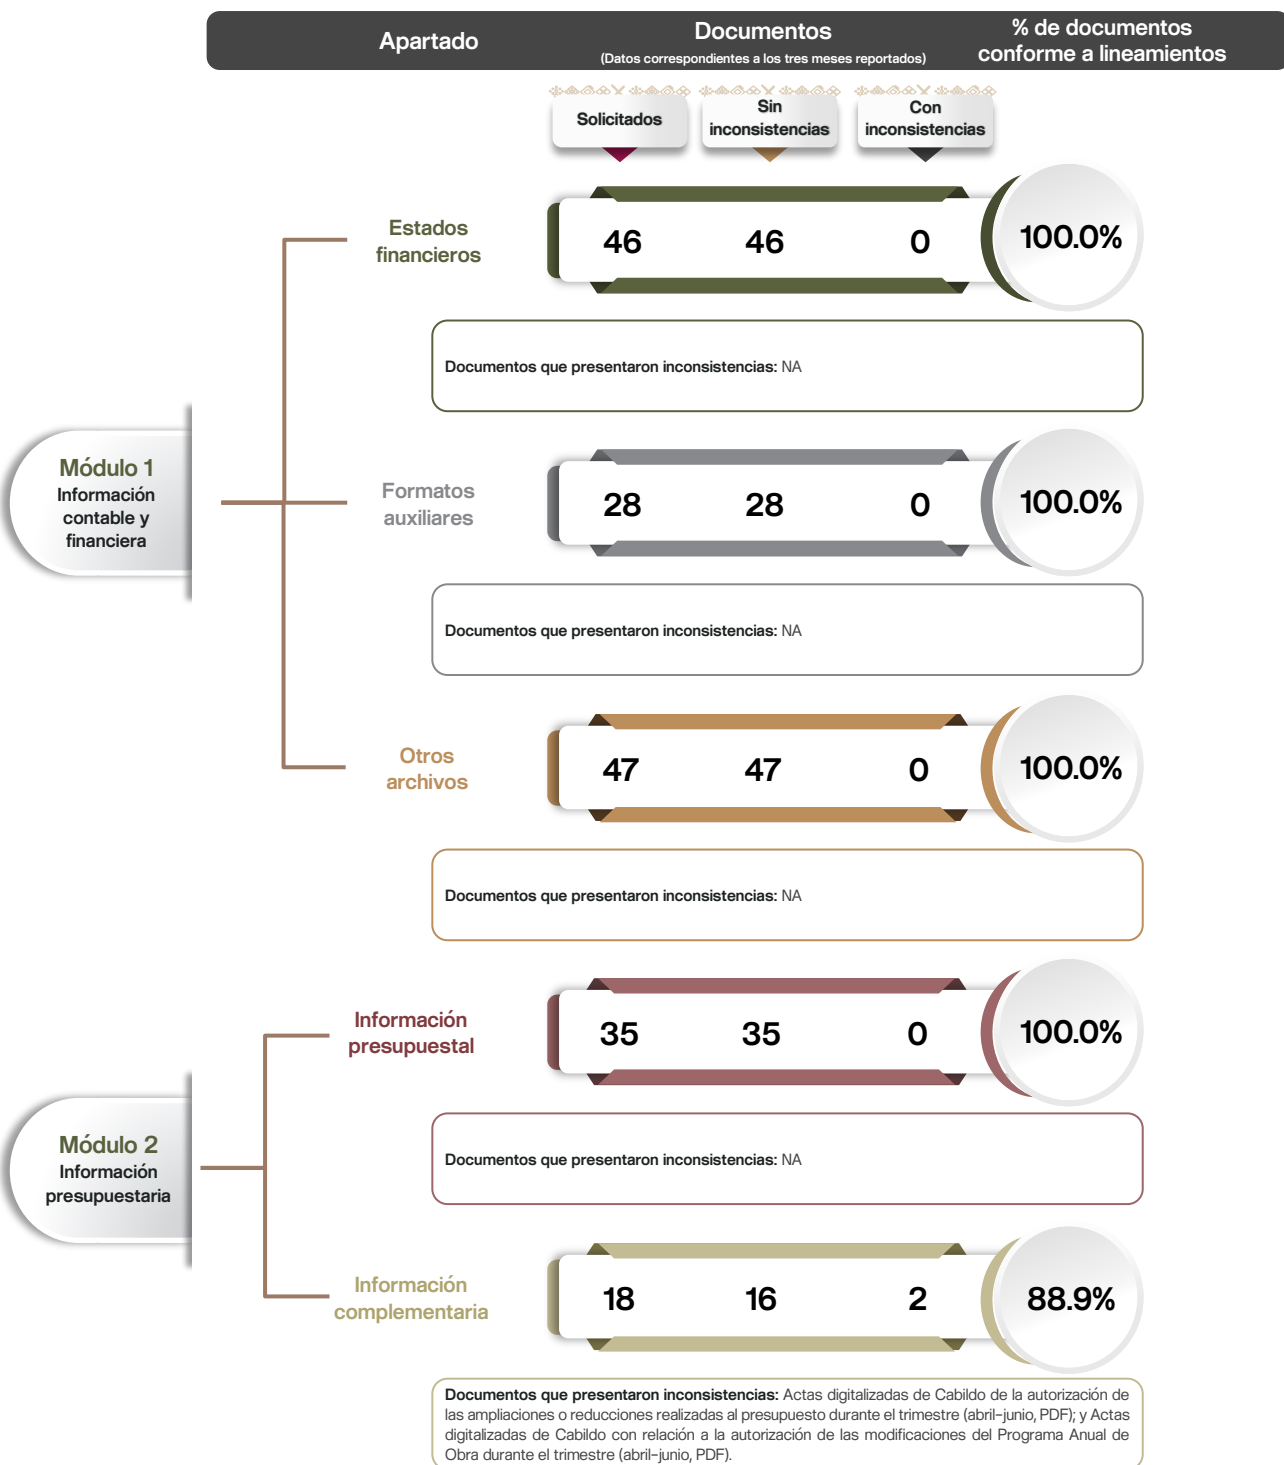 Apartado
Documentos
(Datos correspondientes a los tres meses reportados)
% de documentos
conforme a lineamientos
Solicitados
Sin
inconsistencias
Con
inconsistencias
Módulo 1
Información
contable y
financiera
Estados
financieros
46 46 0 100.0%
Documentos que presentaron inconsistencias: NA
Formatos
auxiliares
28 28 0 100.0%
Documentos que presentaron inconsistencias: NA
Otros
archivos
47 47 0 100.0%
Documentos que presentaron inconsistencias: NA
Módulo 2
Información
presupuestaria
Información
presupuestal
35 35 0 100.0%
Documentos que presentaron inconsistencias: NA
Información
complementaria
18 16 2 88.9%
Documentos que presentaron inconsistencias: Actas digitalizadas de Cabildo de la autorización de
las ampliaciones o reducciones realizadas al presupuesto durante el trimestre (abril-junio, PDF); y Actas
digitalizadas de Cabildo con relación a la autorización de las modificaciones del Programa Anual de
Obra durante el trimestre (abril-junio, PDF).